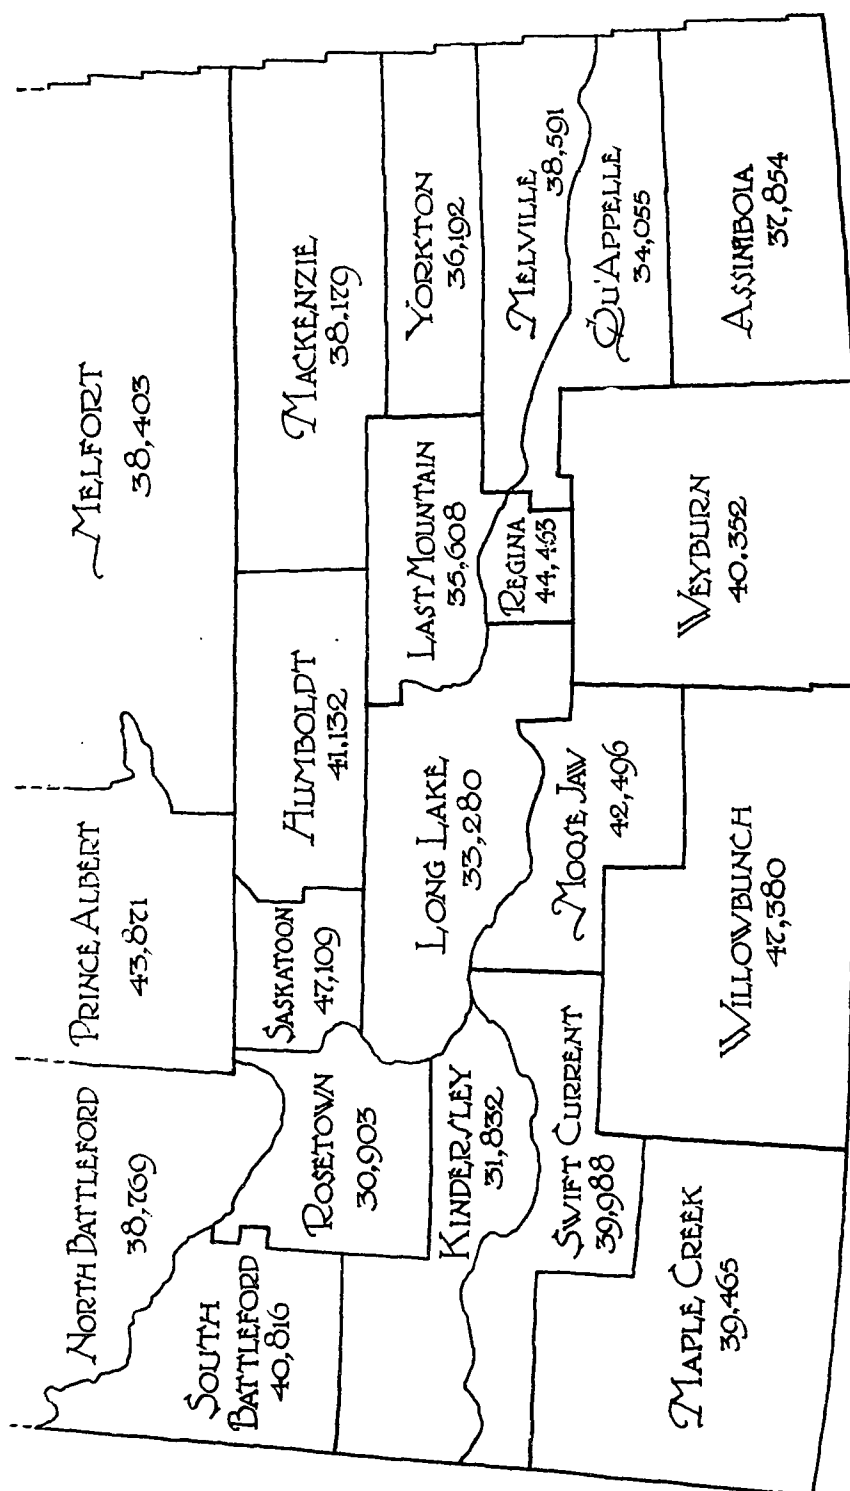 NORTH BATTLEFORD
38,769
PRINCE ALBERT
43,871
MELFORT
38,403
SOUTH
BATTLEFORD
40,816
ROSETOWN
30,903
SASKATOON
47,109
HUMBOLDT
41.132
MACKENZIE
38.179
KINDERSLEY
31,832
LONG LAKE
33,280
LAST MOUNTAIN
35,608
YORKTON
36,192
REGINA
44,463
MELVILLE
38,591
SWIFT CURRENT
39,988
MOOSE JAW
42,496
QU'APPELLE
34,055
MAPLE CREEK
39.465
WILLOWBUNCH
47,380
WEYBURN
40.352
ASSINIBOIA
37,854